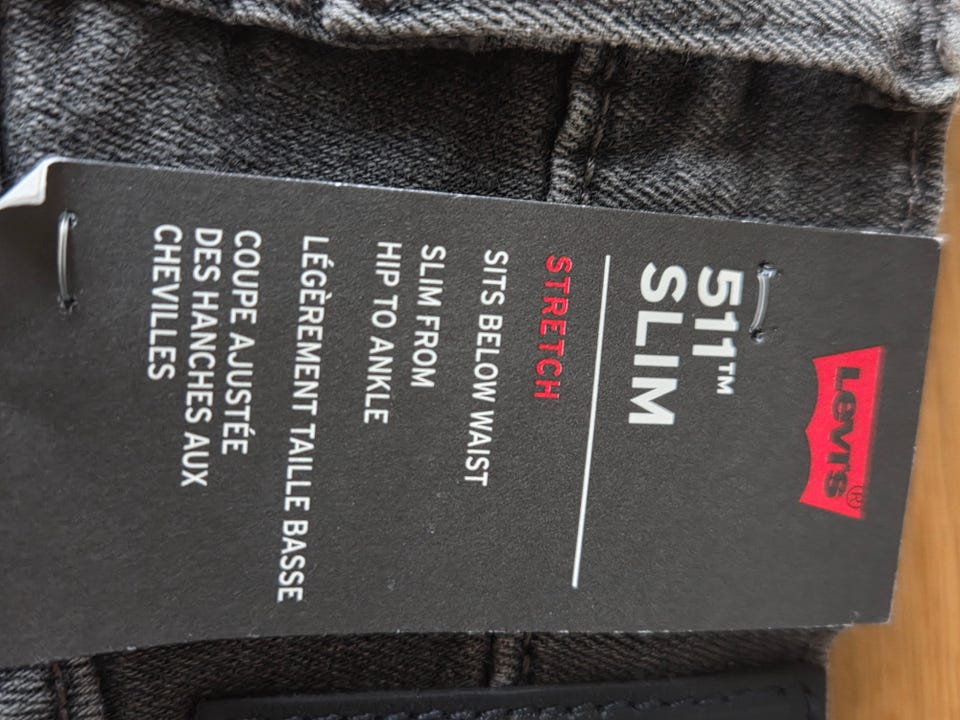 Levi's®
511™
SLIM
STRETCH
SITS BELOW WAIST
SLIM FROM
HIP TO ANKLE
LÉGÈREMENT TAILLE BASSE
COUPE AJUSTÉE
DES HANCHES AUX
CHEVILLES